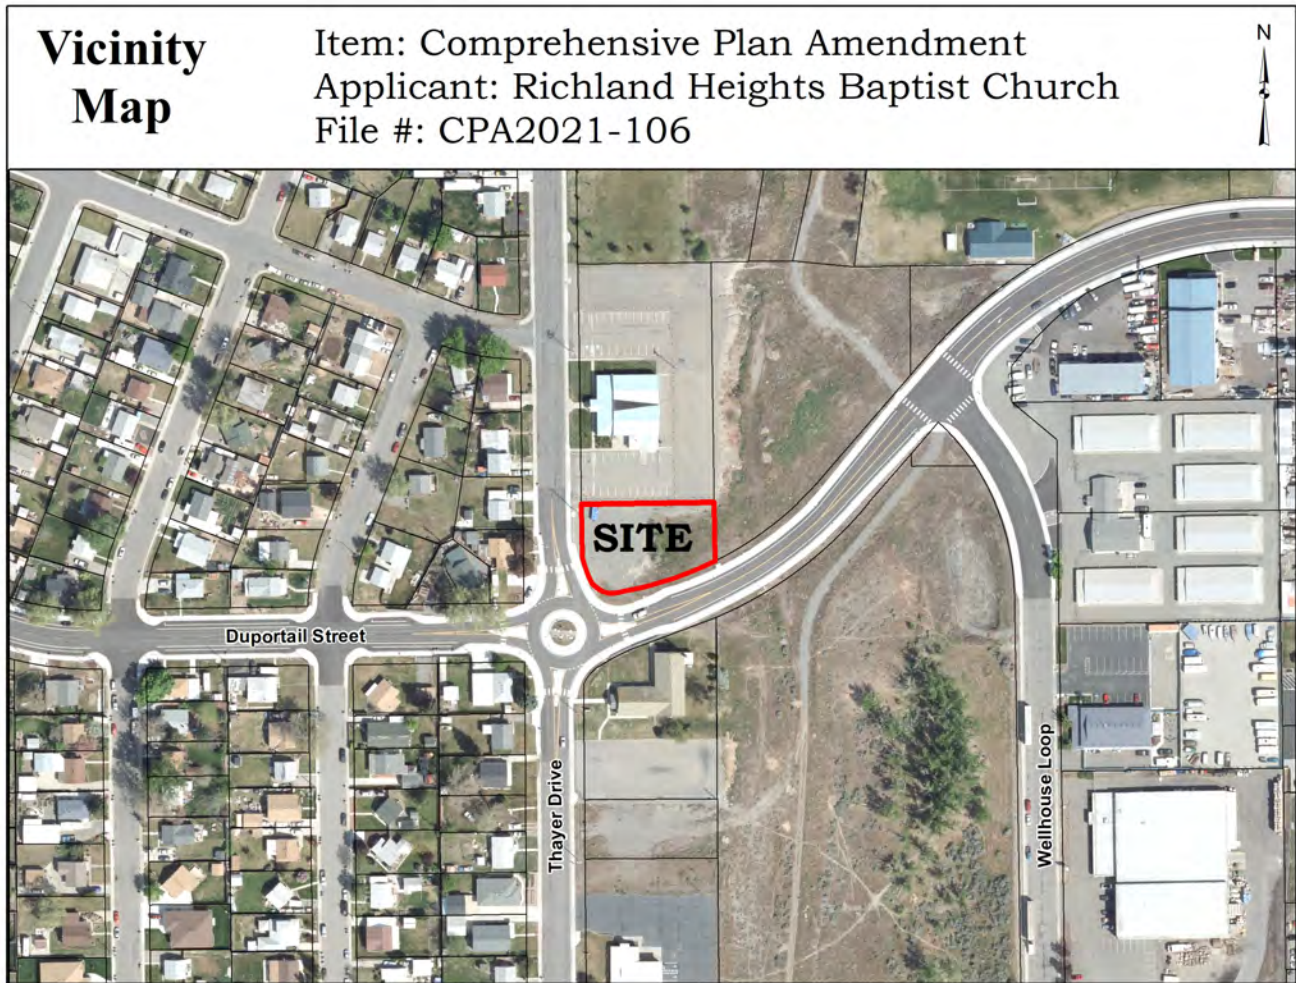 Vicinity
Map
Item: Comprehensive Plan Amendment
Applicant: Richland Heights Baptist Church
File #: CPA2021-106
N
SITE
Duportail Street
Thayer Drive
Wellhouse Loop